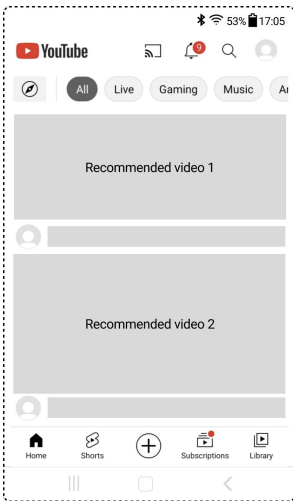 53% 17:05
YouTube 9
All Live Gaming Music Ar
Recommended video 1
Recommended video 2
Home Shorts Subscriptions Library